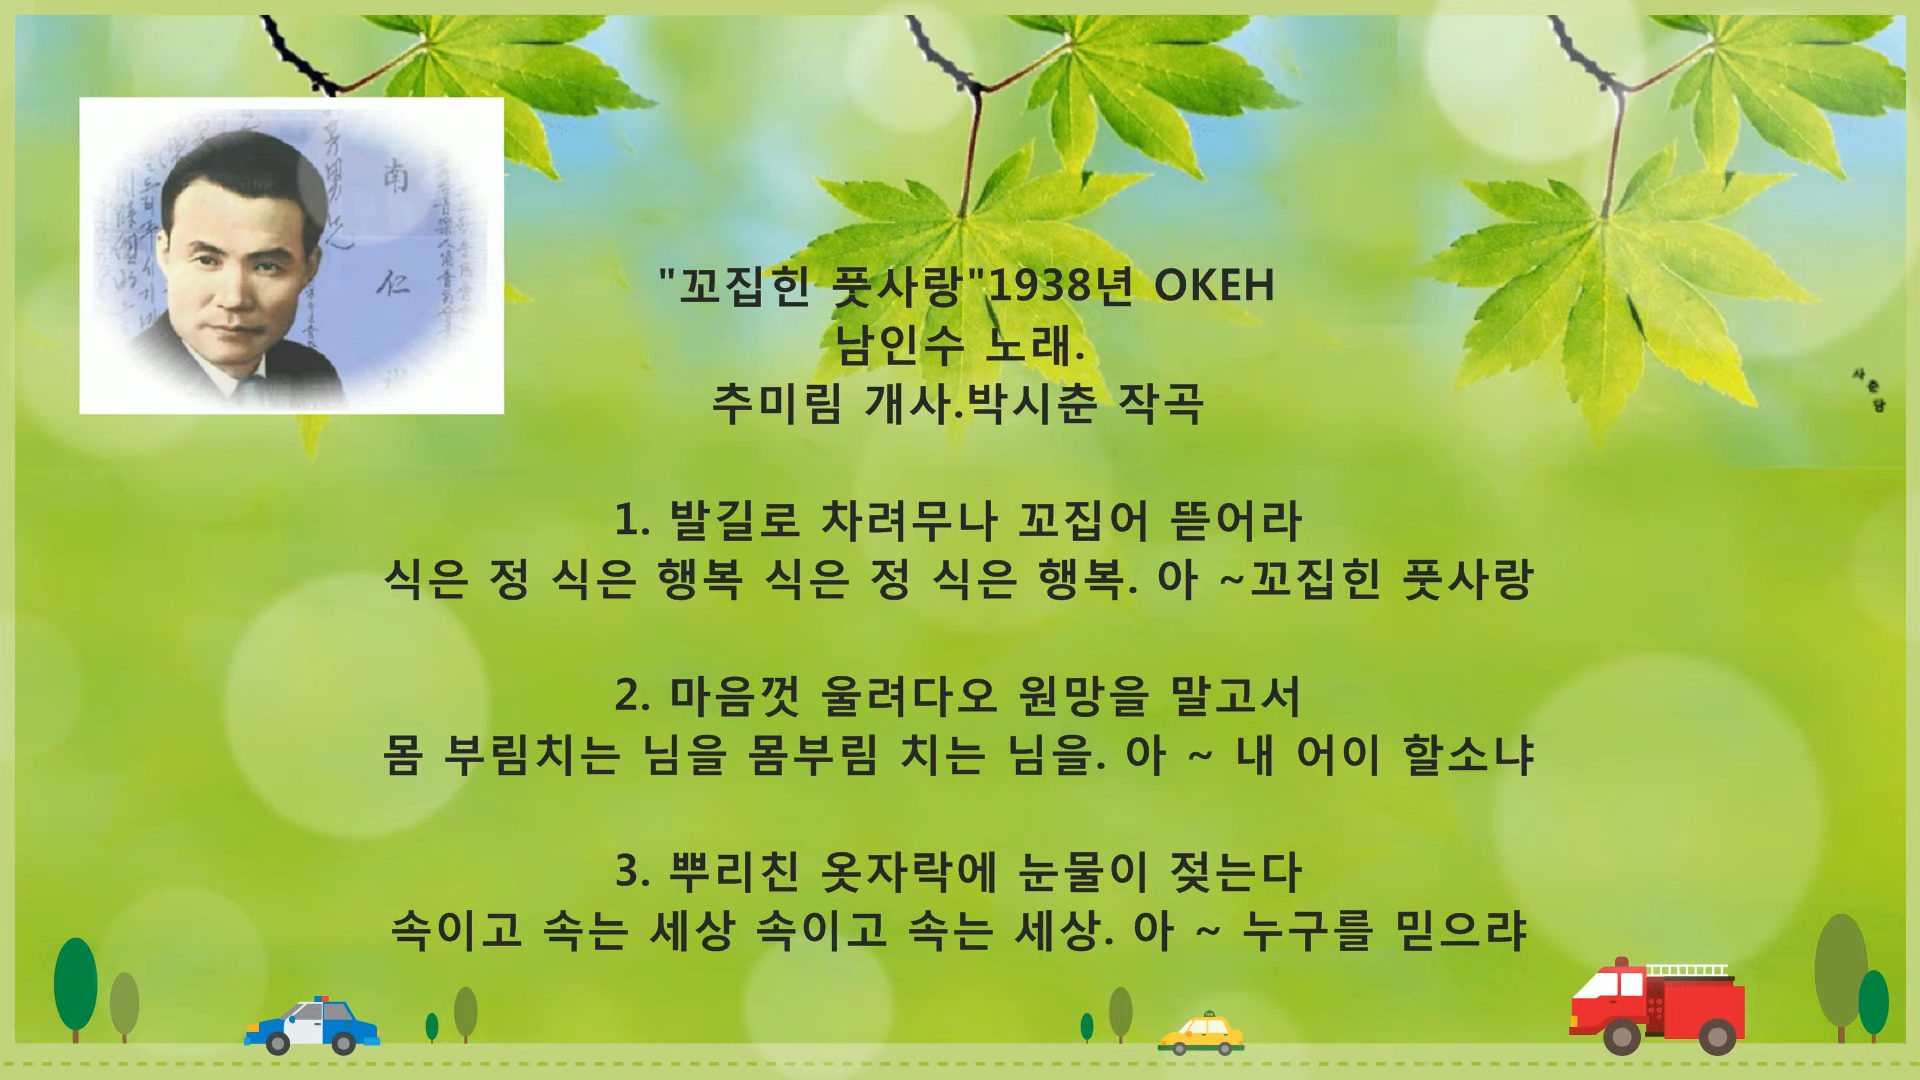 南
仁
"꼬집힌 풋사랑"1938년 OKEH
남인수 노래.
추미림 개사.박시춘 작곡
사춘담
1. 발길로 차려무나 꼬집어 뜯어라
식은 정 식은 행복 식은 정 식은 행복. 아 ~꼬집힌 풋사랑
2. 마음껏 울려다오 원망을 말고서
몸 부림치는 님을 몸부림 치는 님을. 아 ~ 내 어이 할소냐
3. 뿌리친 옷자락에 눈물이 젖는다
속이고 속는 세상 속이고 속는 세상. 아 ~ 누구를 믿으랴